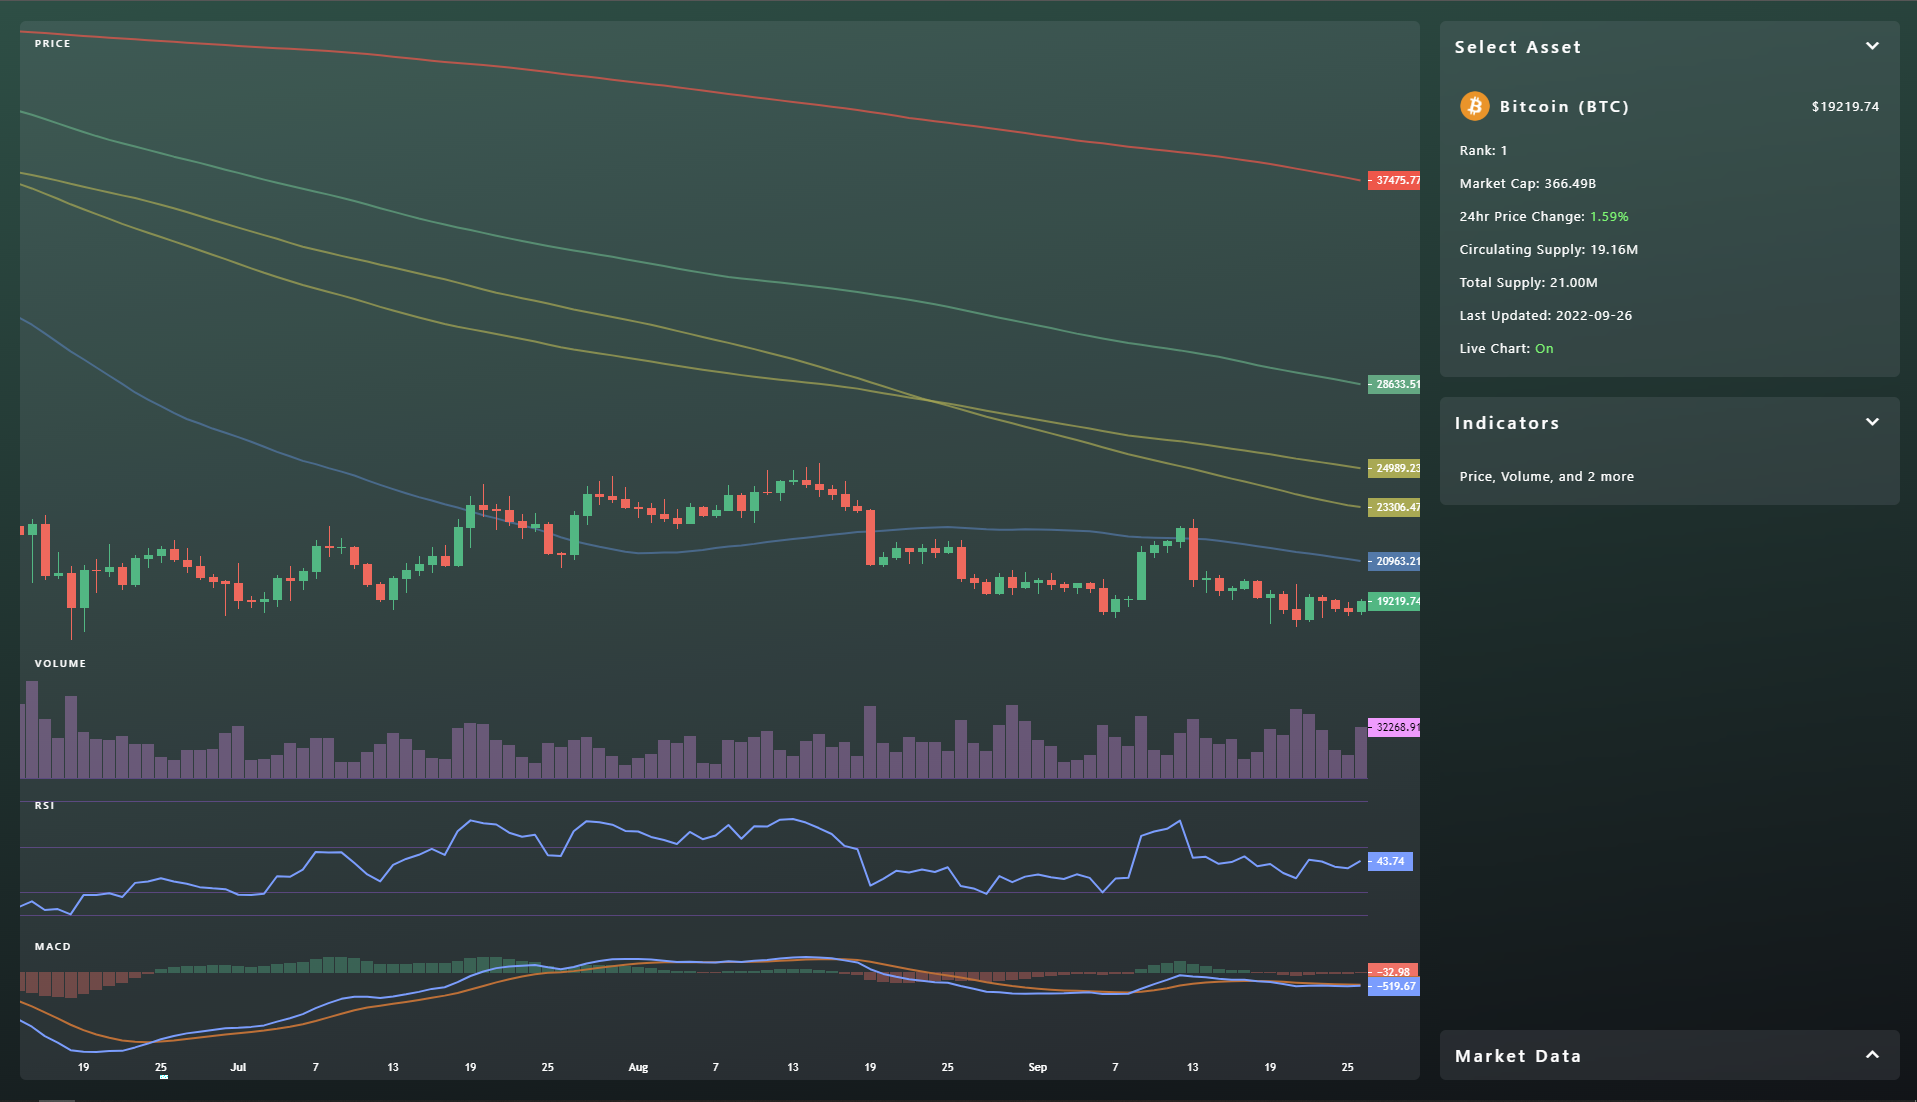 PRICE
37475.77
28633.51
24989.23
23306.47
20963.21
19219.74
VOLUME
32268.91
RSI
43.74
MACD
−32.98
−519.67
19 25 Jul 7 13 19 25 Aug 7 13 19 25 Sep 7 13 19 25
Select Asset
Bitcoin (BTC) $19219.74
Rank: 1
Market Cap: 366.49B
24hr Price Change: 1.59%
Circulating Supply: 19.16M
Total Supply: 21.00M
Last Updated: 2022-09-26
Live Chart: On
Indicators
Price, Volume, and 2 more
Market Data